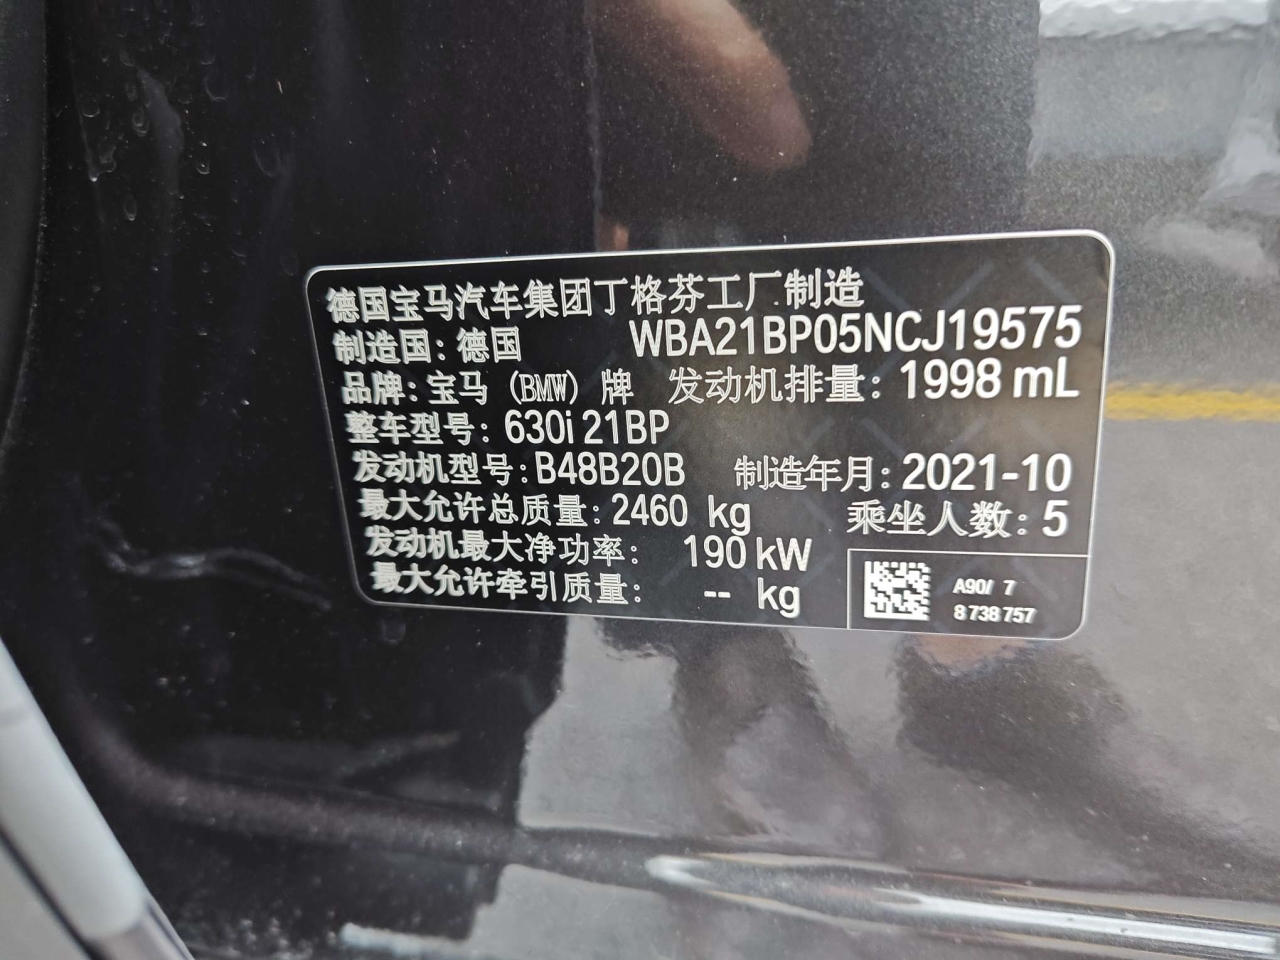 德国宝马汽车集团丁格芬工厂制造
制造国：德国 WBA21BP05NCJ19575
品牌：宝马（BMW）牌 发动机排量：1998 mL
整车型号：630i 21BP
发动机型号：B48B20B 制造年月：2021-10
最大允许总质量：2460 kg 乘坐人数：5
发动机最大净功率： 190 kW
最大允许牵引质量： -- kg
A90/ 7
8 738 757